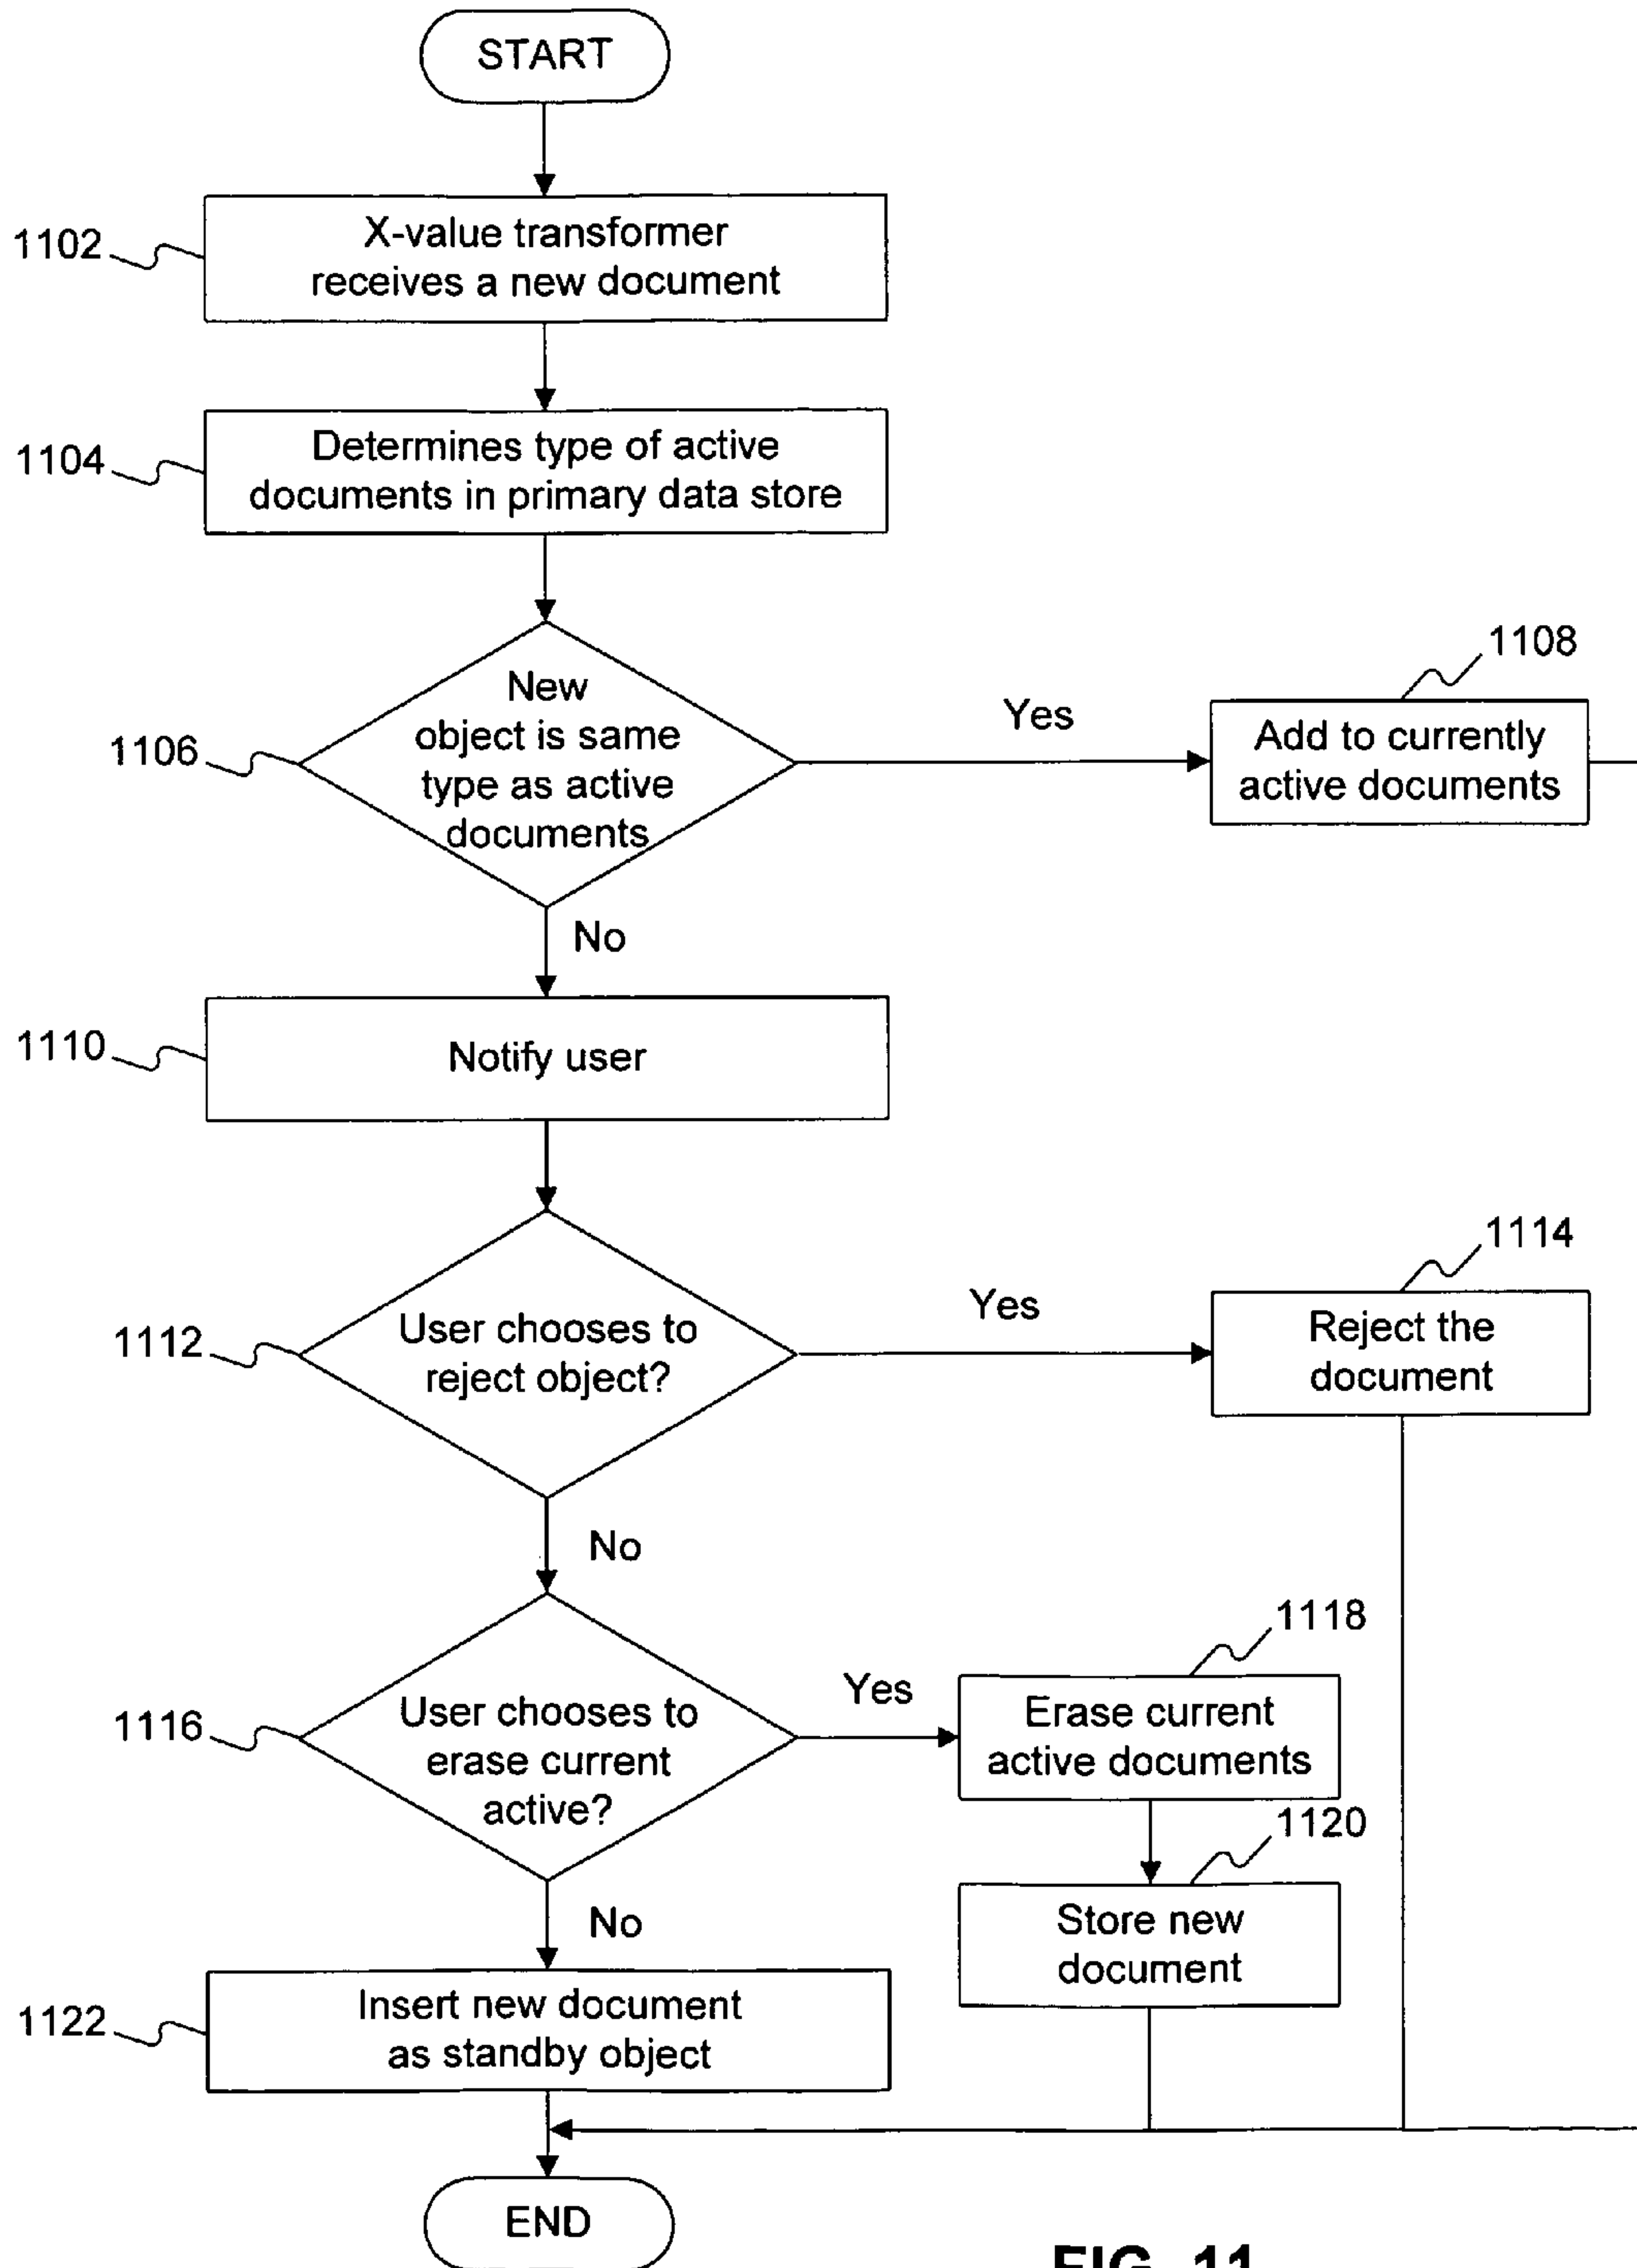 START
1102
X-value transformer
receives a new document
1104
Determines type of active
documents in primary data store
1106
New
object is same
type as active
documents
Yes
1108
Add to currently
active documents
No
1110
Notify user
1112
User chooses to
reject object?
Yes
1114
Reject the
document
No
1116
User chooses to
erase current
active?
Yes
1118
Erase current
active documents
1120
Store new
document
No
1122
Insert new document
as standby object
END
FIG. 11